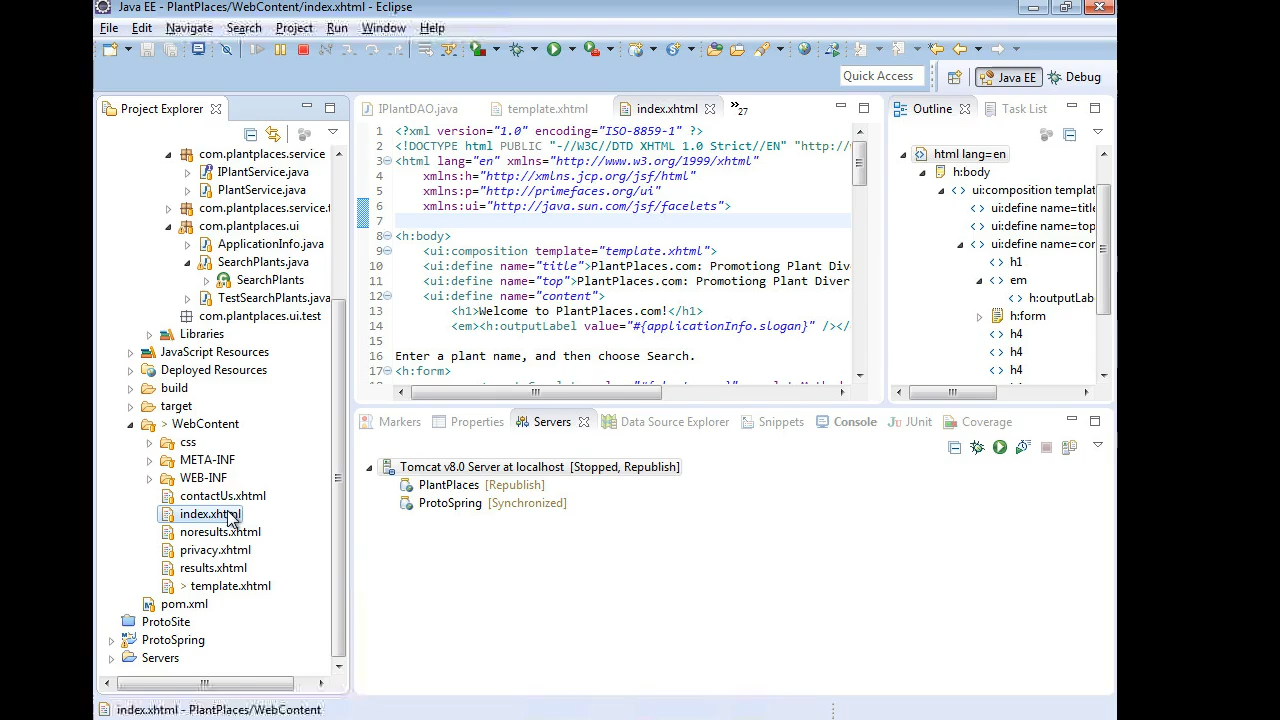 Java EE - PlantPlaces/WebContent/index.xhtml - Eclipse
File Edit Navigate Search Project Run Window Help
Quick Access
Java EE
Debug
Project Explorer
com.plantplaces.service
IPlantService.java
PlantService.java
com.plantplaces.service.t
com.plantplaces.ui
ApplicationInfo.java
SearchPlants.java
SearchPlants
TestSearchPlants.java
com.plantplaces.ui.test
Libraries
JavaScript Resources
Deployed Resources
build
target
> WebContent
css
META-INF
WEB-INF
contactUs.xhtml
index.xhtml
noresults.xhtml
privacy.xhtml
results.xhtml
> template.xhtml
pom.xml
ProtoSite
ProtoSpring
Servers
IPlantDAO.java template.xhtml index.xhtml »27
1 <?xml version="1.0" encoding="ISO-8859-1" ?>
2 <!DOCTYPE html PUBLIC "-//W3C//DTD XHTML 1.0 Strict//EN" "http://w
3 <html lang="en" xmlns="http://www.w3.org/1999/xhtml"
4 xmlns:h="http://xmlns.jcp.org/jsf/html"
5 xmlns:p="http://primefaces.org/ui"
6 xmlns:ui="http://java.sun.com/jsf/facelets">
7
8 <h:body>
9 <ui:composition template="template.xhtml">
10 <ui:define name="title">PlantPlaces.com: Promotiong Plant Dive
11 <ui:define name="top">PlantPlaces.com: Promotiong Plant Diver
12 <ui:define name="content">
13 <h1>Welcome to PlantPlaces.com!</h1>
14 <em><h:outputLabel value="#{applicationInfo.slogan}" /></
15
16 Enter a plant name, and then choose Search.
17 <h:form>
Outline Task List
html lang=en
h:body
ui:composition templat
ui:define name=title
ui:define name=top
ui:define name=cor
h1
em
h:outputLab
h:form
h4
h4
h4
Markers Properties Servers Data Source Explorer Snippets Console JUnit Coverage
Tomcat v8.0 Server at localhost [Stopped, Republish]
PlantPlaces [Republish]
ProtoSpring [Synchronized]
index.xhtml - PlantPlaces/WebContent